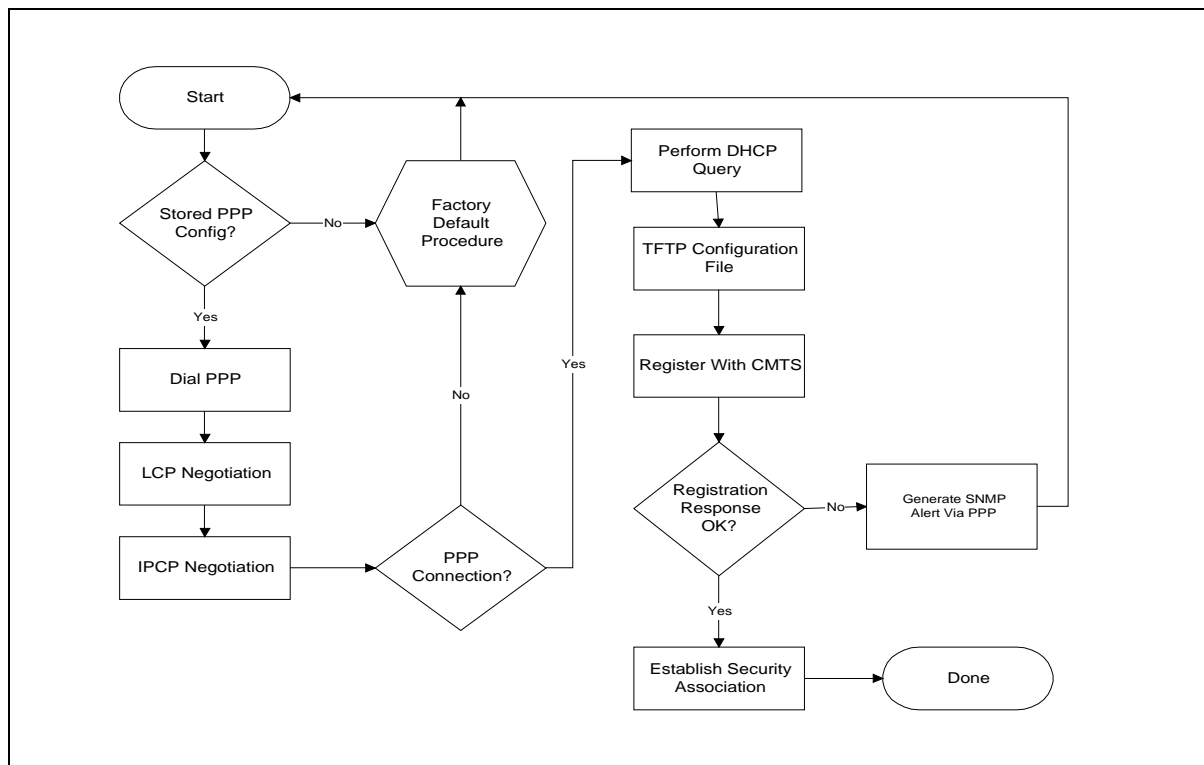 Start
Stored PPP
Config?
No
Factory
Default
Procedure
Yes
Dial PPP
LCP Negotiation
IPCP Negotiation
PPP
Connection?
No
Yes
Perform DHCP
Query
TFTP Configuration
File
Register With CMTS
Registration
Response
OK?
No
Generate SNMP
Alert Via PPP
Yes
Establish Security
Association
Done